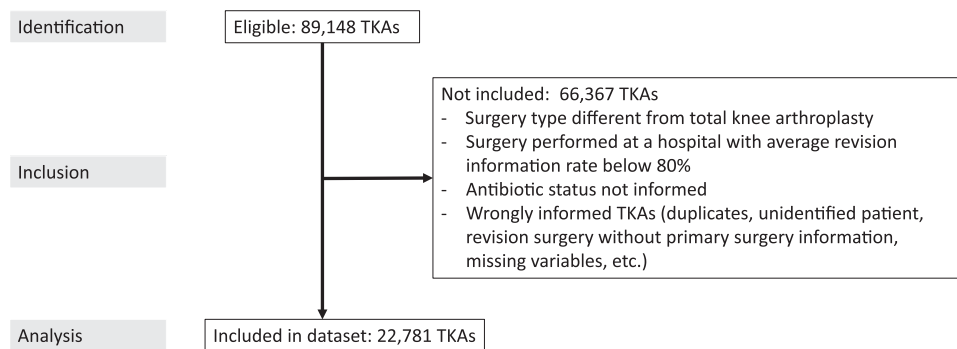 Identification
Eligible: 89,148 TKAs
Not included:  66,367 TKAs
- Surgery type different from total knee arthroplasty
- Surgery performed at a hospital with average revision
information rate below 80%
- Antibiotic status not informed
- Wrongly informed TKAs (duplicates, unidentified patient,
revision surgery without primary surgery information,
missing variables, etc.)
Inclusion
Analysis
Included in dataset: 22,781 TKAs